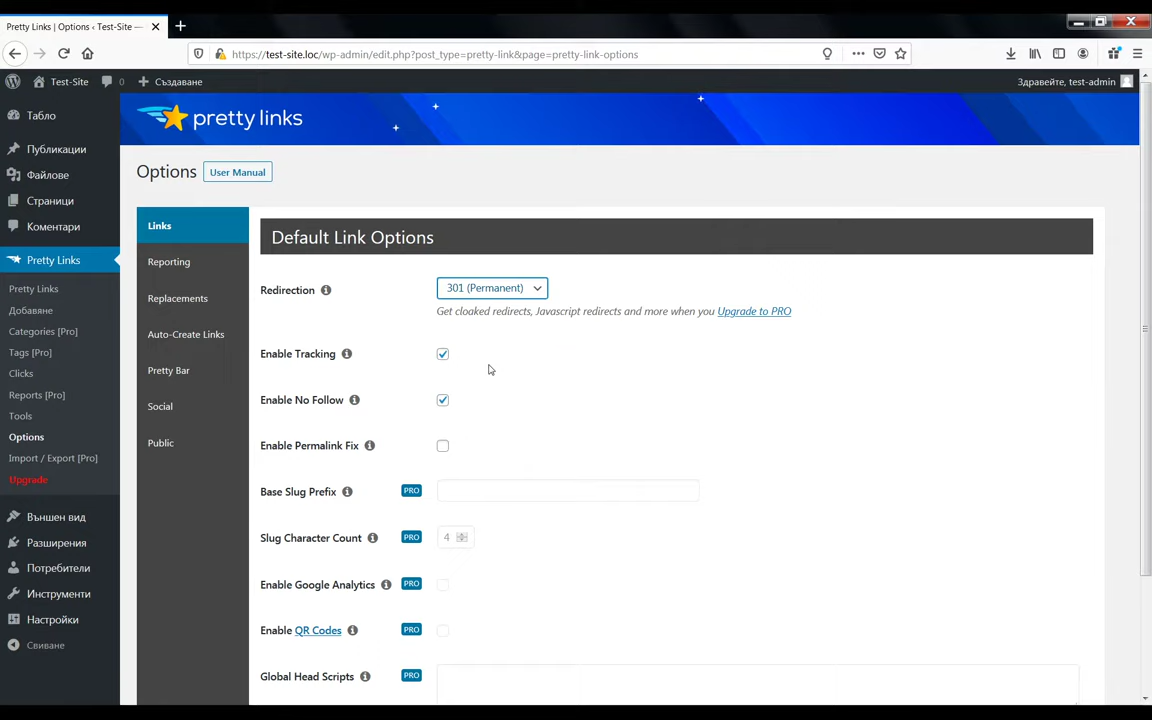 Pretty Links | Options ‹ Test-Site —
https://test-site.loc/wp-admin/edit.php?post_type=pretty-link&page=pretty-link-options
Test-Site
0
Създаване
Здравейте, test-admin
Табло
Публикации
Файлове
Страници
Коментари
Pretty Links
Pretty Links
Добавяне
Categories [Pro]
Tags [Pro]
Clicks
Reports [Pro]
Tools
Options
Import / Export [Pro]
Upgrade
Външен вид
Разширения
Потребители
Инструменти
Настройки
Свиване
pretty links
Options
User Manual
Links
Reporting
Replacements
Auto-Create Links
Pretty Bar
Social
Public
Default Link Options
Redirection
301 (Permanent)
Get cloaked redirects, Javascript redirects and more when you Upgrade to PRO
Enable Tracking
Enable No Follow
Enable Permalink Fix
Base Slug Prefix PRO
Slug Character Count PRO 4
Enable Google Analytics PRO
Enable QR Codes PRO
Global Head Scripts PRO